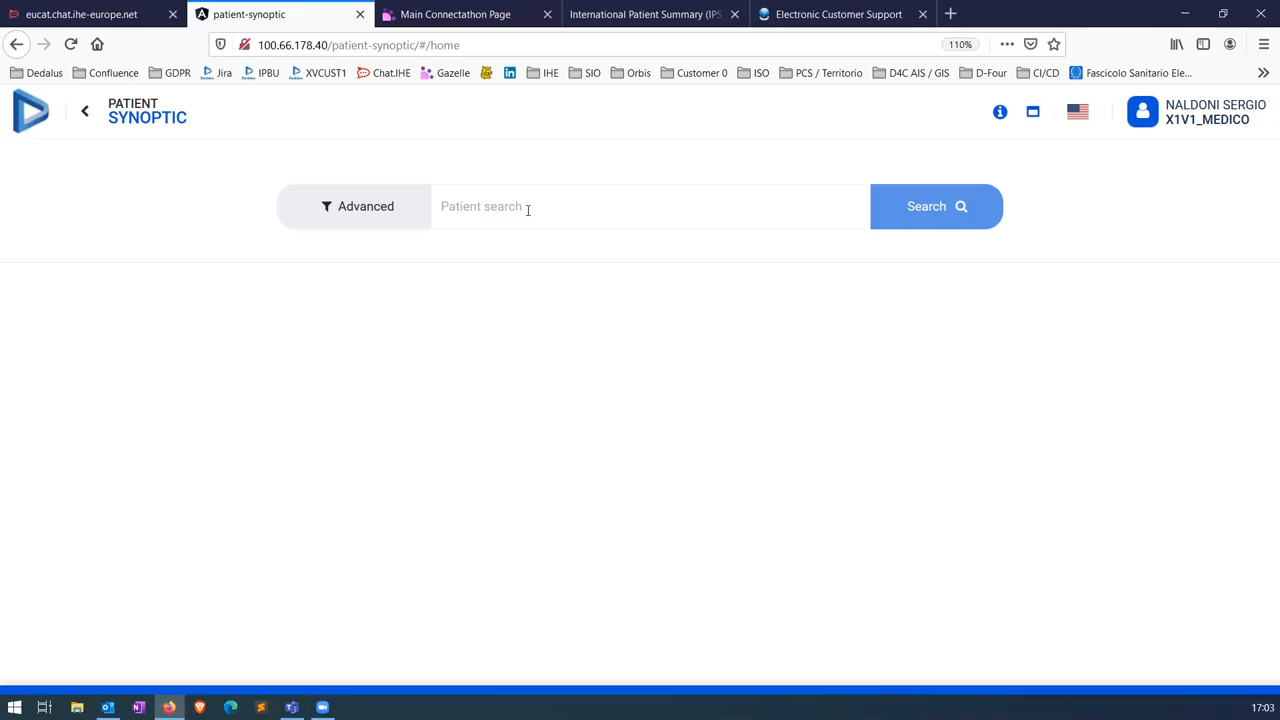 eucat.chat.ihe-europe.net
patient-synoptic
Main Connectathon Page
International Patient Summary (IPS
Electronic Customer Support
100.66.178.40/patient-synoptic/#/home
110%
Dedalus
Confluence
GDPR
Jira
IPBU
XVCUST1
Chat.IHE
Gazelle
IHE
SIO
Orbis
Customer 0
ISO
PCS / Territorio
D4C AIS / GIS
D-Four
CI/CD
Fascicolo Sanitario Ele...
PATIENT
SYNOPTIC
NALDONI SERGIO
X1V1_MEDICO
Advanced
Patient search
Search
17:03